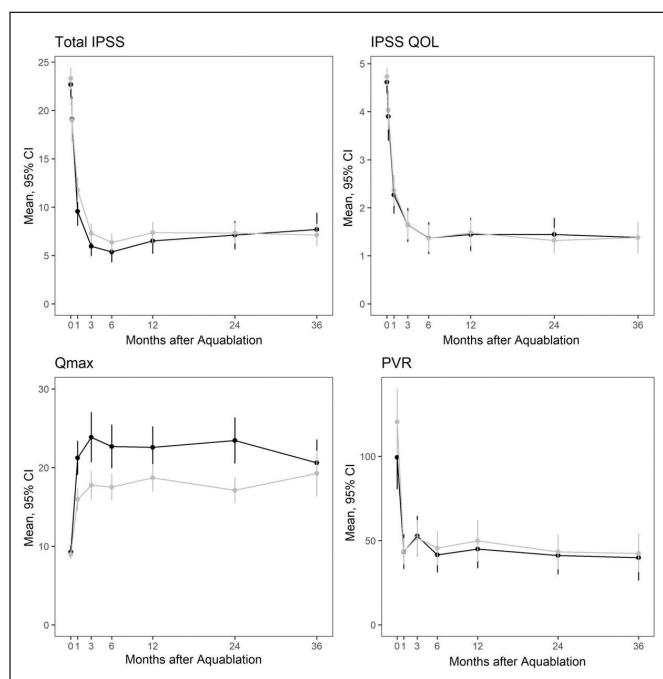 Total IPSS
25
20
15
10
5
0
Mean, 95% CI
0 1 3 6 12 24 36
Months after Aquablation
IPSS QOL
5
4
3
2
1
0
Mean, 95% CI
0 1 3 6 12 24 36
Months after Aquablation
Qmax
30
20
10
0
Mean, 95% CI
0 1 3 6 12 24 36
Months after Aquablation
PVR
100
50
0
Mean, 95% CI
0 1 3 6 12 24 36
Months after Aquablation